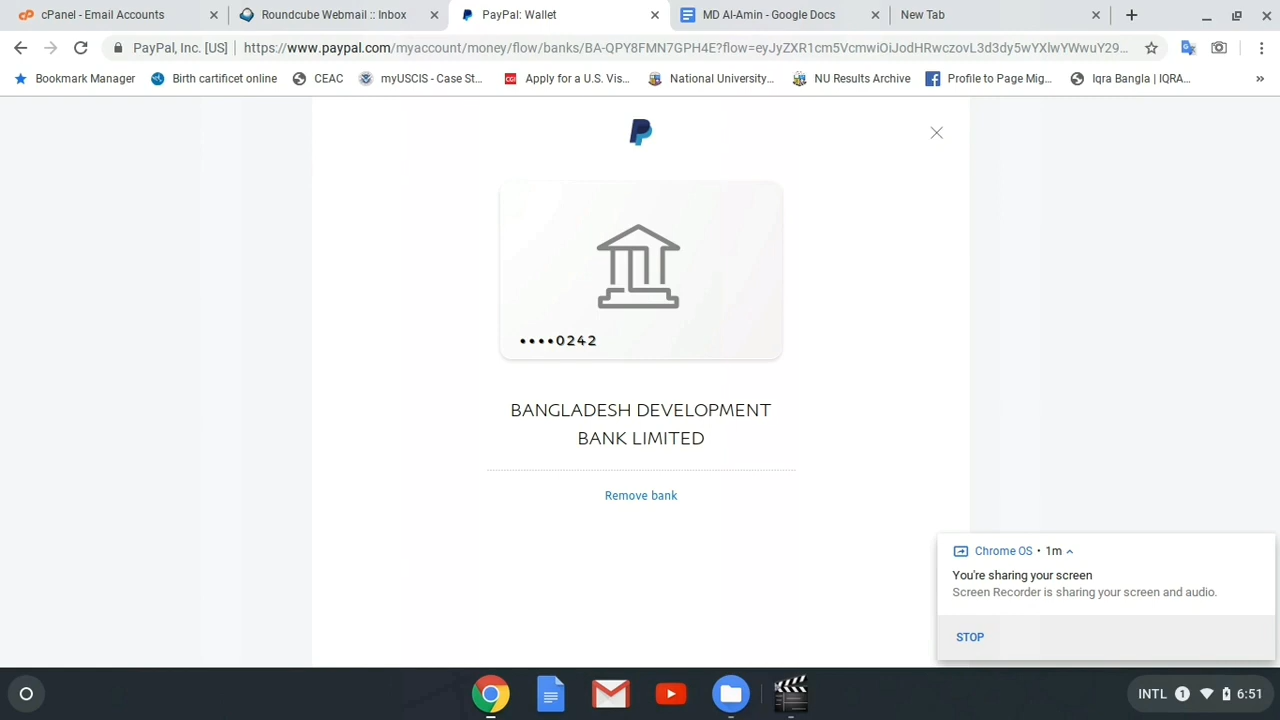 cPanel - Email Accounts
Roundcube Webmail :: Inbox
PayPal: Wallet
MD Al-Amin - Google Docs
New Tab
PayPal, Inc. [US]
https://www.paypal.com/myaccount/money/flow/banks/BA-QPY8FMN7GPH4E?flow=eyJyZXR1cm5VcmwiOiJodHRwczovL3d3dy5wYXlwYWwuY29...
Bookmark Manager
Birth certificet online
CEAC
myUSCIS - Case St...
CGI
Apply for a U.S. Vis...
National University...
NU Results Archive
Profile to Page Mig...
Iqra Bangla | IQRA...
»
••••0242
BANGLADESH DEVELOPMENT
BANK LIMITED
Remove bank
Chrome OS • 1m
You're sharing your screen
Screen Recorder is sharing your screen and audio.
STOP
INTL 1 6:51